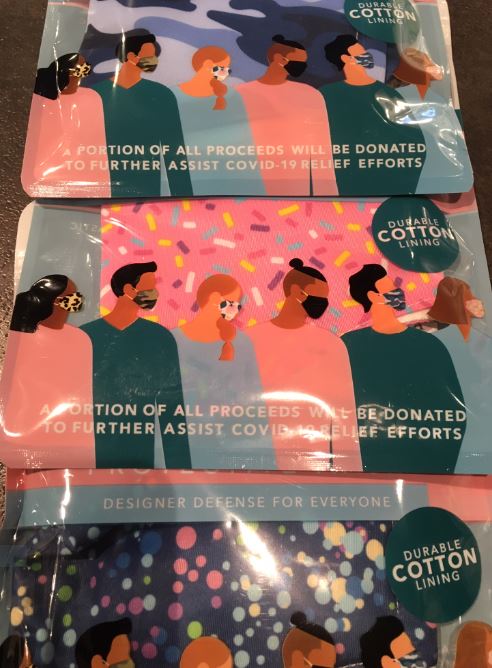 DURABLE
COTTON
LINING
A PORTION OF ALL PROCEEDS WILL BE DONATED
TO FURTHER ASSIST COVID-19 RELIEF EFFORTS
DURABLE
COTTON
LINING
A PORTION OF ALL PROCEEDS WILL BE DONATED
TO FURTHER ASSIST COVID-19 RELIEF EFFORTS
DESIGNER DEFENSE FOR EVERYONE
DURABLE
COTTON
LINING